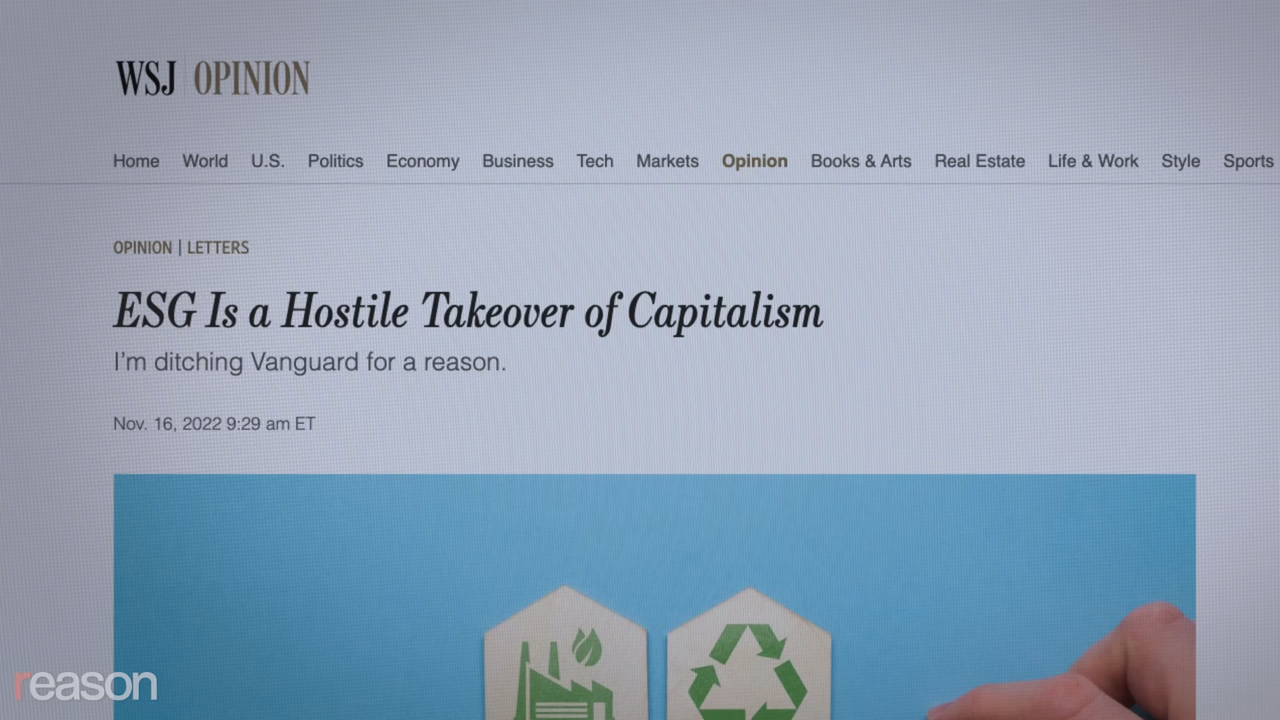 WSJ | OPINION
Home World U.S. Politics Economy Business Tech Markets Opinion Books & Arts Real Estate Life & Work Style Sports
OPINION | LETTERS
ESG Is a Hostile Takeover of Capitalism
I'm ditching Vanguard for a reason.
Nov. 16, 2022 9:29 am ET
reason